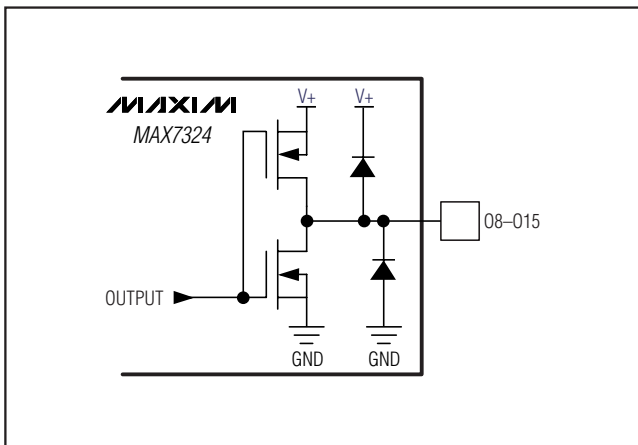 MAXIM
MAX7324
V+
V+
O8–O15
OUTPUT
GND
GND